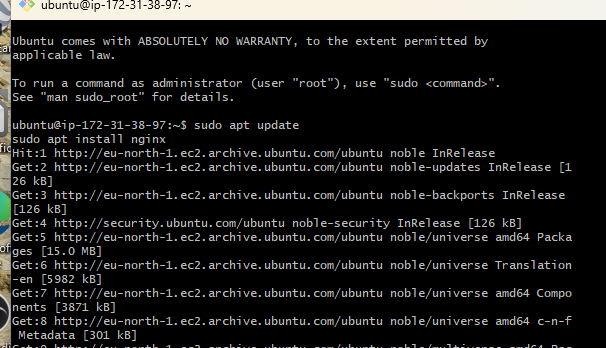 ubuntu@ip-172-31-38-97: ~
Ubuntu comes with ABSOLUTELY NO WARRANTY, to the extent permitted by
applicable law.
To run a command as administrator (user "root"), use "sudo <command>".
See "man sudo_root" for details.
ubuntu@ip-172-31-38-97:~$ sudo apt update
sudo apt install nginx
Hit:1 http://eu-north-1.ec2.archive.ubuntu.com/ubuntu noble InRelease
Get:2 http://eu-north-1.ec2.archive.ubuntu.com/ubuntu noble-updates InRelease [1
26 kB]
Get:3 http://eu-north-1.ec2.archive.ubuntu.com/ubuntu noble-backports InRelease
[126 kB]
Get:4 http://security.ubuntu.com/ubuntu noble-security InRelease [126 kB]
Get:5 http://eu-north-1.ec2.archive.ubuntu.com/ubuntu noble/universe amd64 Packa
ges [15.0 MB]
Get:6 http://eu-north-1.ec2.archive.ubuntu.com/ubuntu noble/universe Translation
-en [5982 kB]
Get:7 http://eu-north-1.ec2.archive.ubuntu.com/ubuntu noble/universe amd64 Compo
nents [3871 kB]
Get:8 http://eu-north-1.ec2.archive.ubuntu.com/ubuntu noble/universe amd64 c-n-f
 Metadata [301 kB]